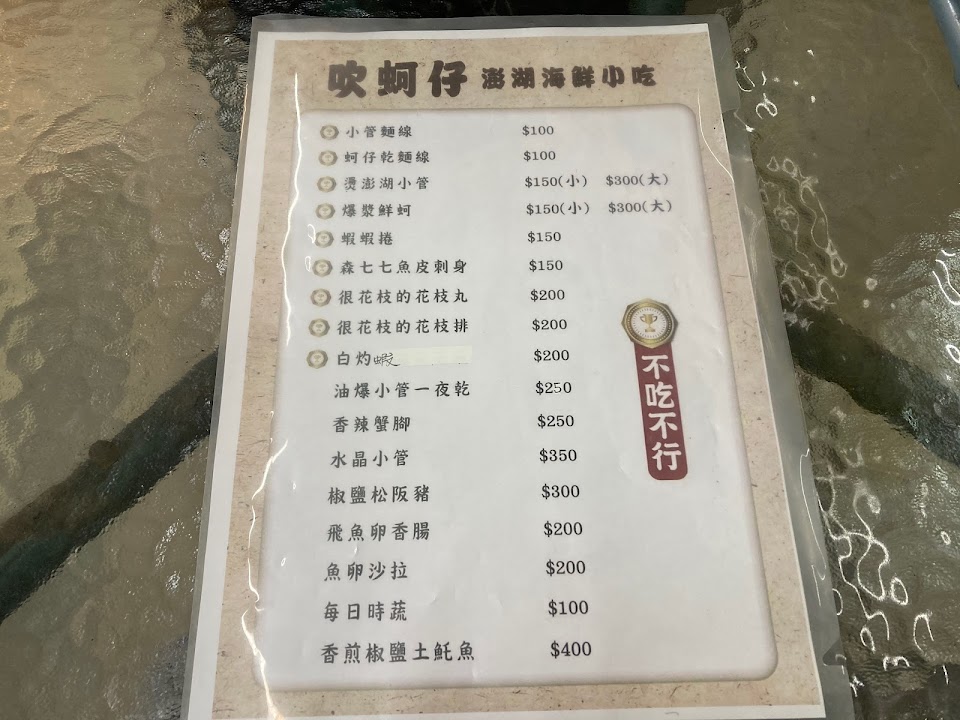 吹蚵仔 澎湖海鮮小吃
小管麵線 $100
蚵仔乾麵線 $100
燙澎湖小管 $150(小) $300(大)
爆漿鮮蚵 $150(小) $300(大)
蝦蝦捲 $150
森七七魚皮刺身 $150
很花枝的花枝丸 $200
很花枝的花枝排 $200
白灼蝦 $200
油爆小管一夜乾 $250
香辣蟹腳 $250
水晶小管 $350
椒鹽松阪豬 $300
飛魚卵香腸 $200
魚卵沙拉 $200
每日時蔬 $100
香煎椒鹽土魠魚 $400
不吃不行